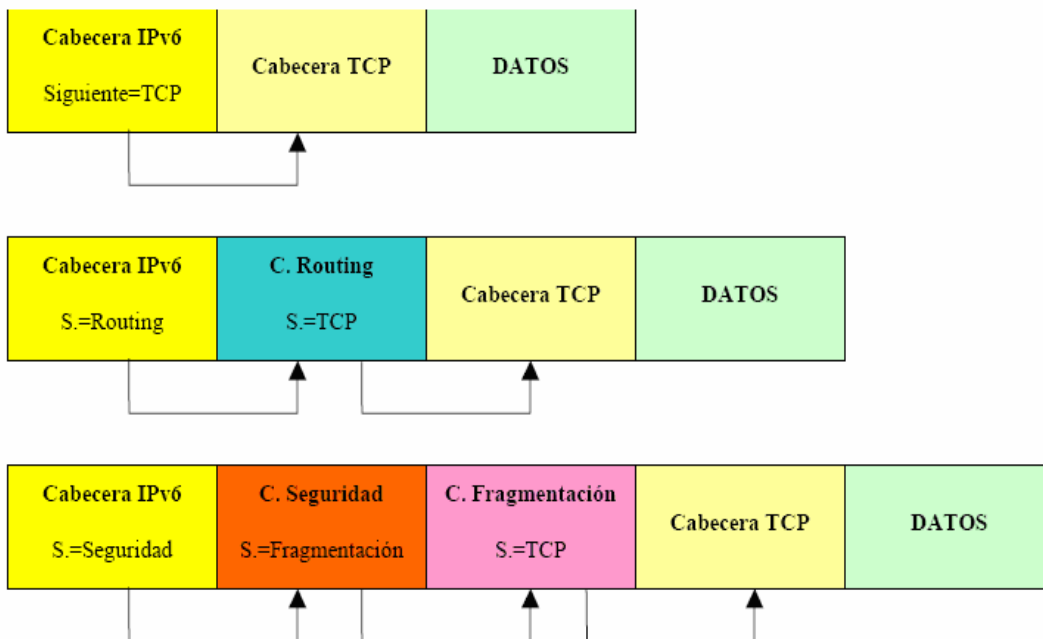 Cabecera IPv6
Siguiente=TCP
Cabecera TCP
DATOS
Cabecera IPv6
S.=Routing
C. Routing
S.=TCP
Cabecera TCP
DATOS
Cabecera IPv6
S.=Seguridad
C. Seguridad
S.=Fragmentación
C. Fragmentación
S.=TCP
Cabecera TCP
DATOS